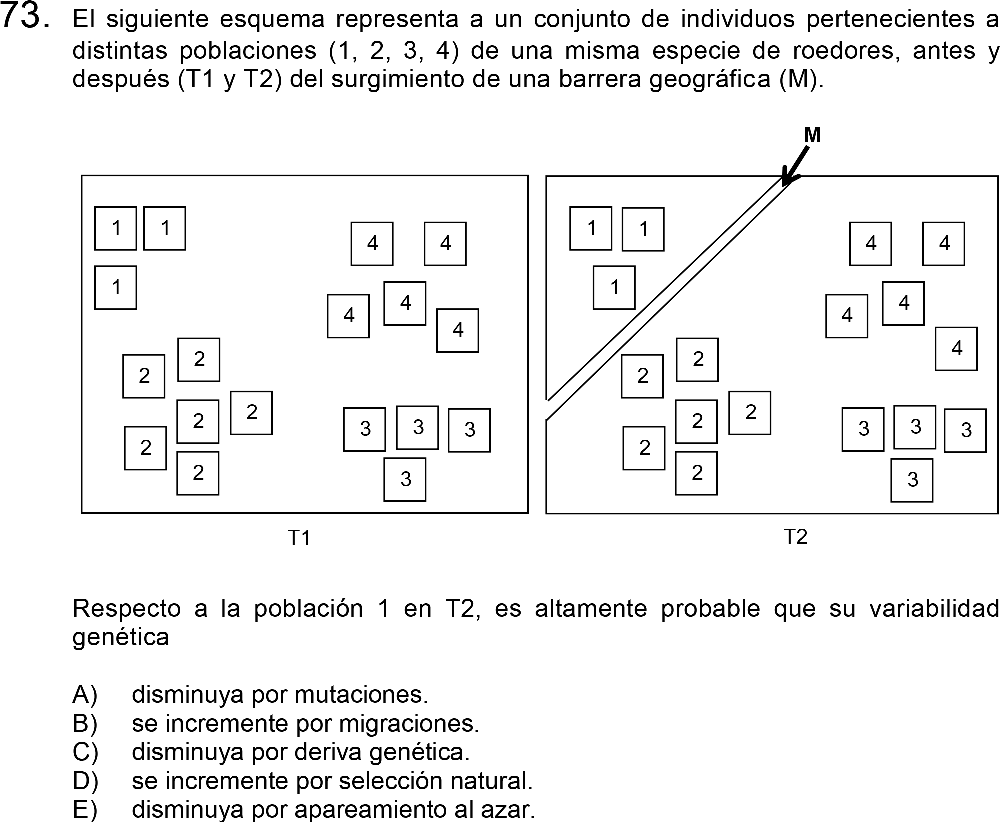 73. El siguiente esquema representa a un conjunto de individuos pertenecientes a
distintas poblaciones (1, 2, 3, 4) de una misma especie de roedores, antes y
después (T1 y T2) del surgimiento de una barrera geográfica (M).
M
1 1
4 4
1
4 4 4
2 2
2 2
2
2
3 3 3
3
T1
1 1
4 4
1
4 4
4
2 2
2 2
2
2
3 3 3
3
T2
Respecto a la población 1 en T2, es altamente probable que su variabilidad
genética
A) disminuya por mutaciones.
B) se incremente por migraciones.
C) disminuya por deriva genética.
D) se incremente por selección natural.
E) disminuya por apareamiento al azar.